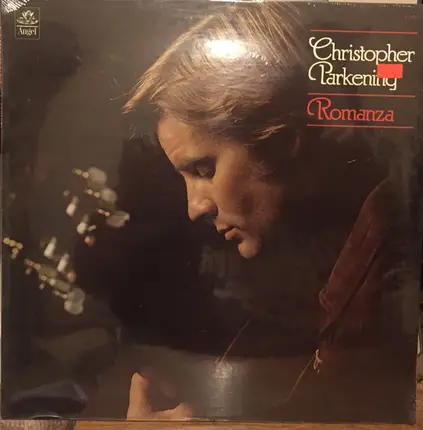 Angel
Christopher
Parkening
Romanza